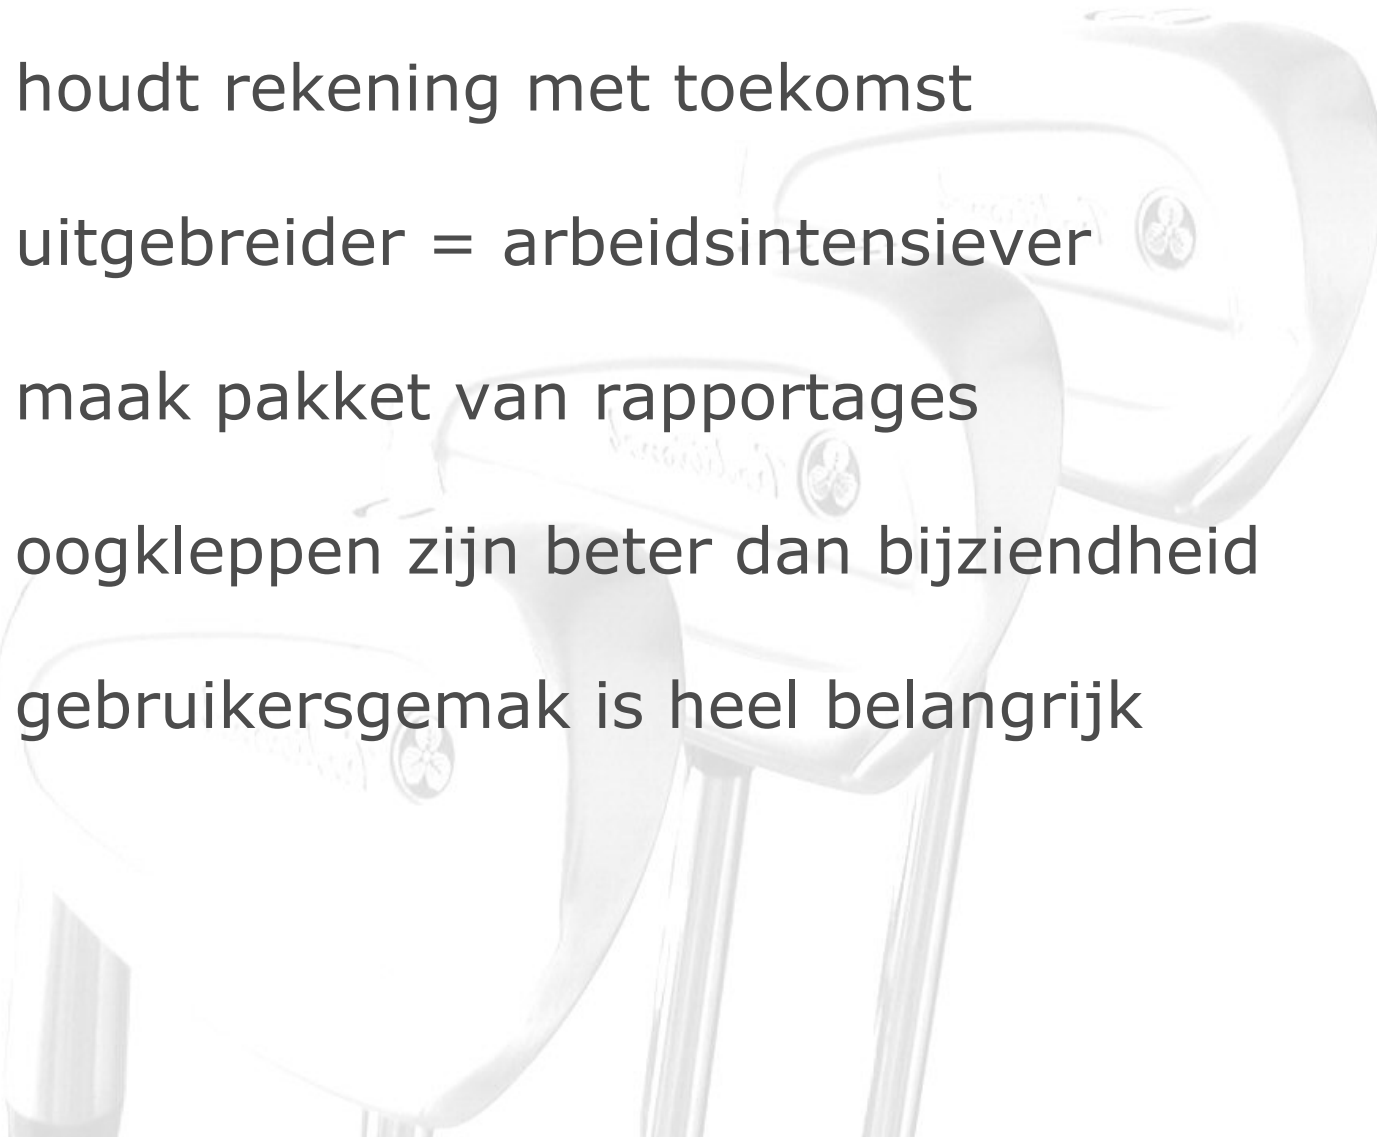 houdt rekening met toekomst
uitgebreider = arbeidsintensiever
maak pakket van rapportages
oogkleppen zijn beter dan bijziendheid
gebruikersgemak is heel belangrijk